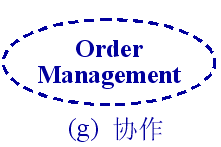 Order
Management
(g) 协作